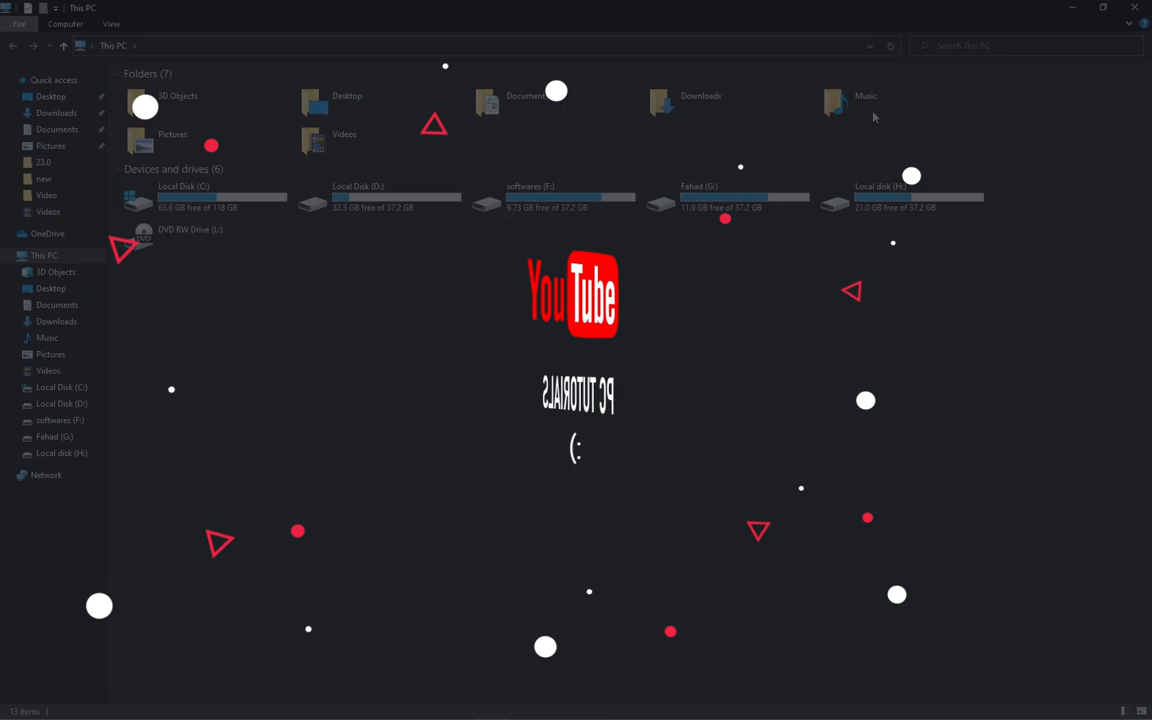 This PC
File
Computer
View
This PC
Search This PC
Quick access
Desktop
Downloads
Documents
Pictures
23.0
new
Video
Videos
OneDrive
This PC
3D Objects
Desktop
Documents
Downloads
Music
Pictures
Videos
Local Disk (C:)
Local Disk (D:)
softwares (F:)
Fahad (G:)
Local disk (H:)
Network
Folders (7)
3D Objects
Desktop
Documents
Downloads
Music
Pictures
Videos
Devices and drives (6)
Local Disk (C:)
63.6 GB free of 118 GB
Local Disk (D:)
32.3 GB free of 37.2 GB
softwares (F:)
9.73 GB free of 37.2 GB
Fahad (G:)
11.9 GB free of 37.2 GB
Local disk (H:)
21.0 GB free of 37.2 GB
DVD RW Drive (L:)
DVD
YouTube
PC TUTORIALS
:)
13 items